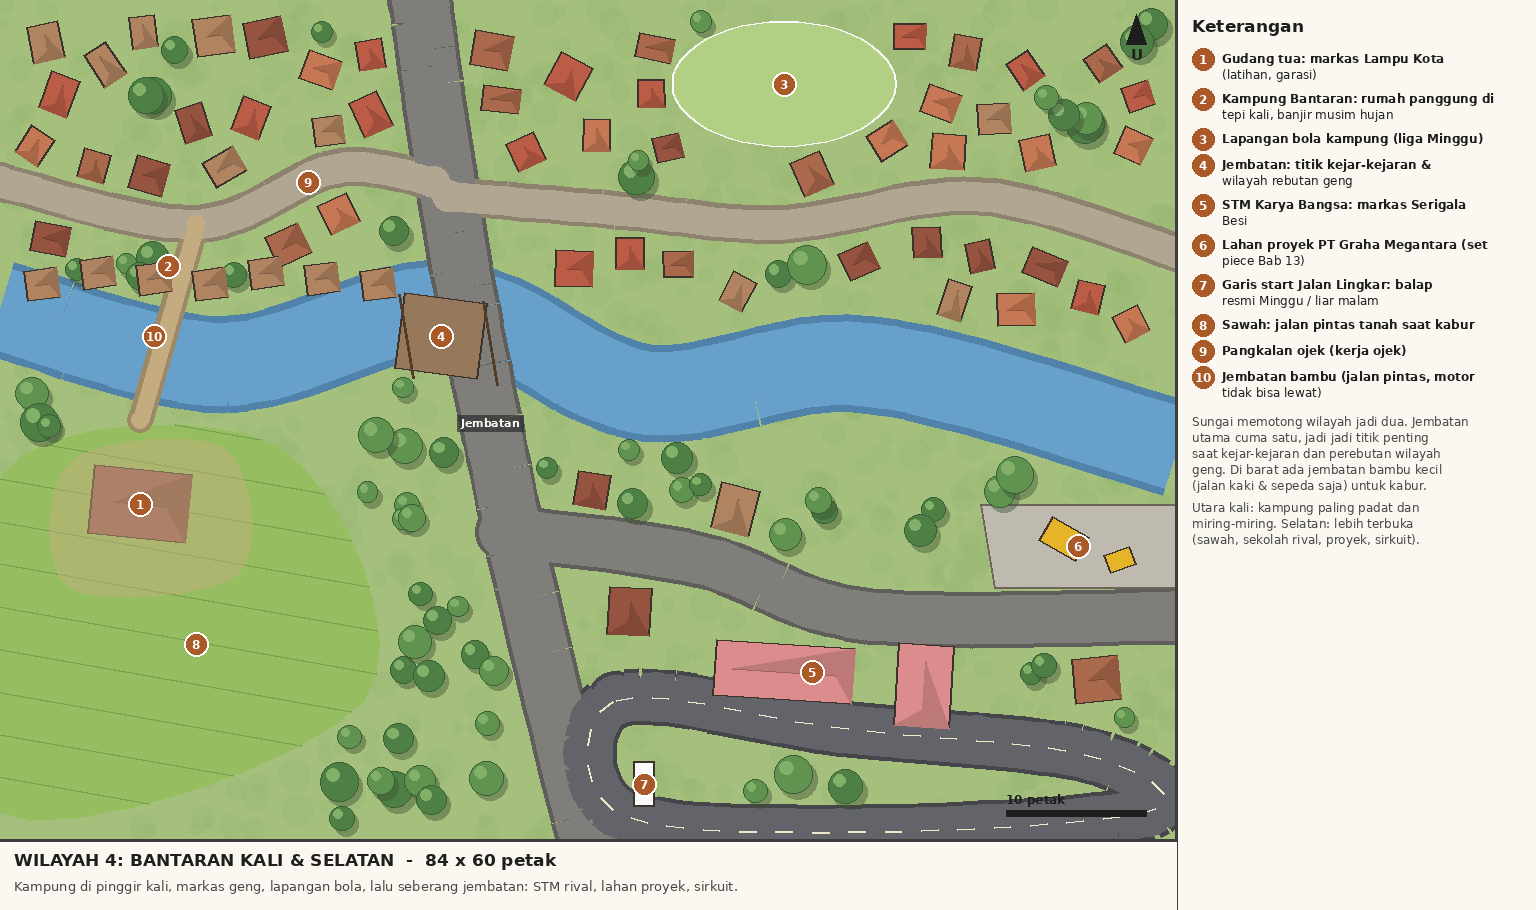 U
3
9
2
10
4
Jembatan
1
6
8
5
7
10 petak
WILAYAH 4: BANTARAN KALI & SELATAN - 84 x 60 petak
Kampung di pinggir kali, markas geng, lapangan bola, lalu seberang jembatan: STM rival, lahan proyek, sirkuit.
Keterangan
1 Gudang tua: markas Lampu Kota
(latihan, garasi)
2 Kampung Bantaran: rumah panggung di
tepi kali, banjir musim hujan
3 Lapangan bola kampung (liga Minggu)
4 Jembatan: titik kejar-kejaran &
wilayah rebutan geng
5 STM Karya Bangsa: markas Serigala
Besi
6 Lahan proyek PT Graha Megantara (set
piece Bab 13)
7 Garis start Jalan Lingkar: balap
resmi Minggu / liar malam
8 Sawah: jalan pintas tanah saat kabur
9 Pangkalan ojek (kerja ojek)
10 Jembatan bambu (jalan pintas, motor
tidak bisa lewat)
Sungai memotong wilayah jadi dua. Jembatan
utama cuma satu, jadi jadi titik penting
saat kejar-kejaran dan perebutan wilayah
geng. Di barat ada jembatan bambu kecil
(jalan kaki & sepeda saja) untuk kabur.
Utara kali: kampung paling padat dan
miring-miring. Selatan: lebih terbuka
(sawah, sekolah rival, proyek, sirkuit).